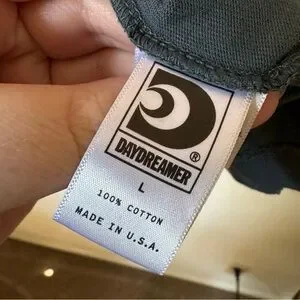 DAYDREAMER®
L
100% COTTON
MADE IN U.S.A.